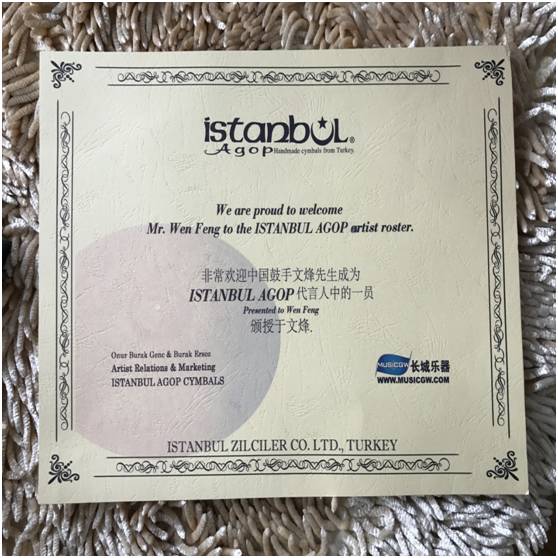 istanbul®
Agop Handmade cymbals from Turkey.
We are proud to welcome
Mr. Wen Feng to the ISTANBUL AGOP artist roster.
非常欢迎中国鼓手文烽先生成为
ISTANBUL AGOP 代言人中的一员
Presented to Wen Feng
颁授于文烽.
Onur Burak Genc & Burak Ersoz
Artist Relations & Marketing
ISTANBUL AGOP CYMBALS
MUSICGW 长城乐器
WWW.MUSICGW.COM
ISTANBUL ZILCILER CO. LTD., TURKEY